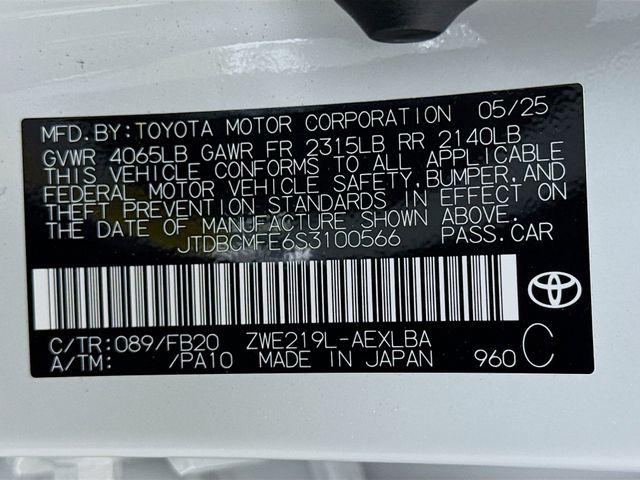 MFD.BY:TOYOTA MOTOR CORPORATION 05/25
GVWR 4065LB GAWR FR 2315LB RR 2140LB
THIS VEHICLE CONFORMS TO ALL APPLICABLE
FEDERAL MOTOR VEHICLE SAFETY,BUMPER,AND
THEFT PREVENTION STANDARDS IN EFFECT ON
THE DATE OF MANUFACTURE SHOWN ABOVE.
JTDBCMFE6S3100566 PASS.CAR
C/TR:089/FB20 ZWE219L-AEXLBA
A/TM: /PA10 MADE IN JAPAN 960 C